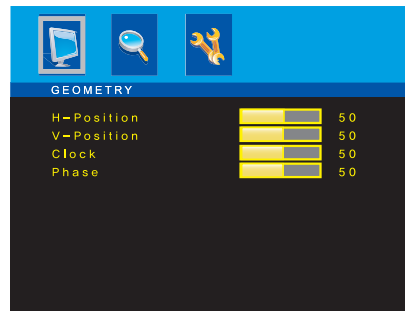 GEOMETRY
H-Position 50
V-Position 50
Clock 50
Phase 50